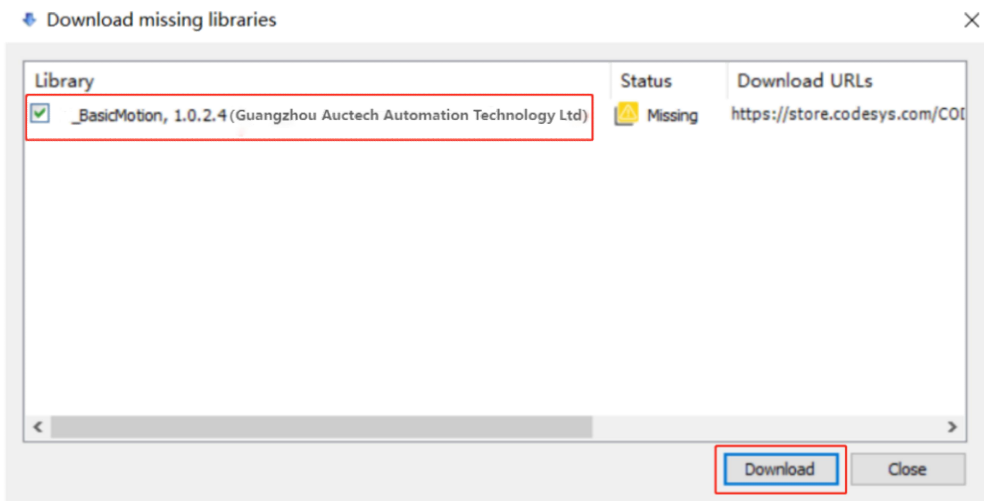 Download missing libraries
Library Status Download URLs
_BasicMotion, 1.0.2.4 (Guangzhou Auctech Automation Technology Ltd) Missing https://store.codesys.com/COD
Download Close